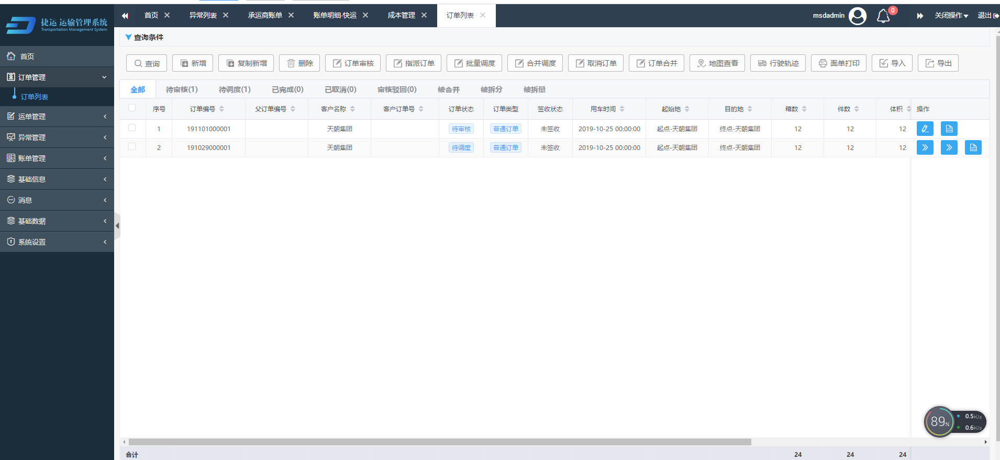 捷运 运输管理系统
Transportation Management System
首页
异常列表
承运商账单
账单明细-快运
成本管理
订单列表
msdadmin
0
关闭操作
退出
首页
订单管理
订单列表
运单管理
异常管理
账单管理
基础信息
消息
基础数据
系统设置
查询条件
查询 新增 复制新增 删除 订单审核 指派订单 批量调度 合并调度 取消订单 订单合并 地图查看 行驶轨迹 面单打印 导入 导出
全部 待审核(1) 待调度(1) 已完成(0) 已取消(0) 审核驳回(0) 被合并 被拆分 被拆量
序号 订单编号 父订单编号 客户名称 客户订单号 订单状态 订单类型 签收状态 用车时间 起始地 目的地 箱数 件数 体积 操作
1 191101000001 天朝集团 待审核 普通订单 未签收 2019-10-25 00:00:00 起点-天朝集团 终点-天朝集团 12 12 12
2 191029000001 天朝集团 待调度 普通订单 未签收 2019-10-25 00:00:00 起点-天朝集团 终点-天朝集团 12 12 12
89%
0.5K/s
0.6K/s
合计 24 24 24